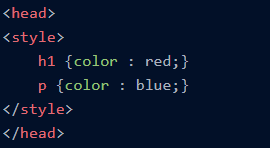 <head>
<style>
    h1 {color : red;}
    p {color : blue;}
</style>
</head>